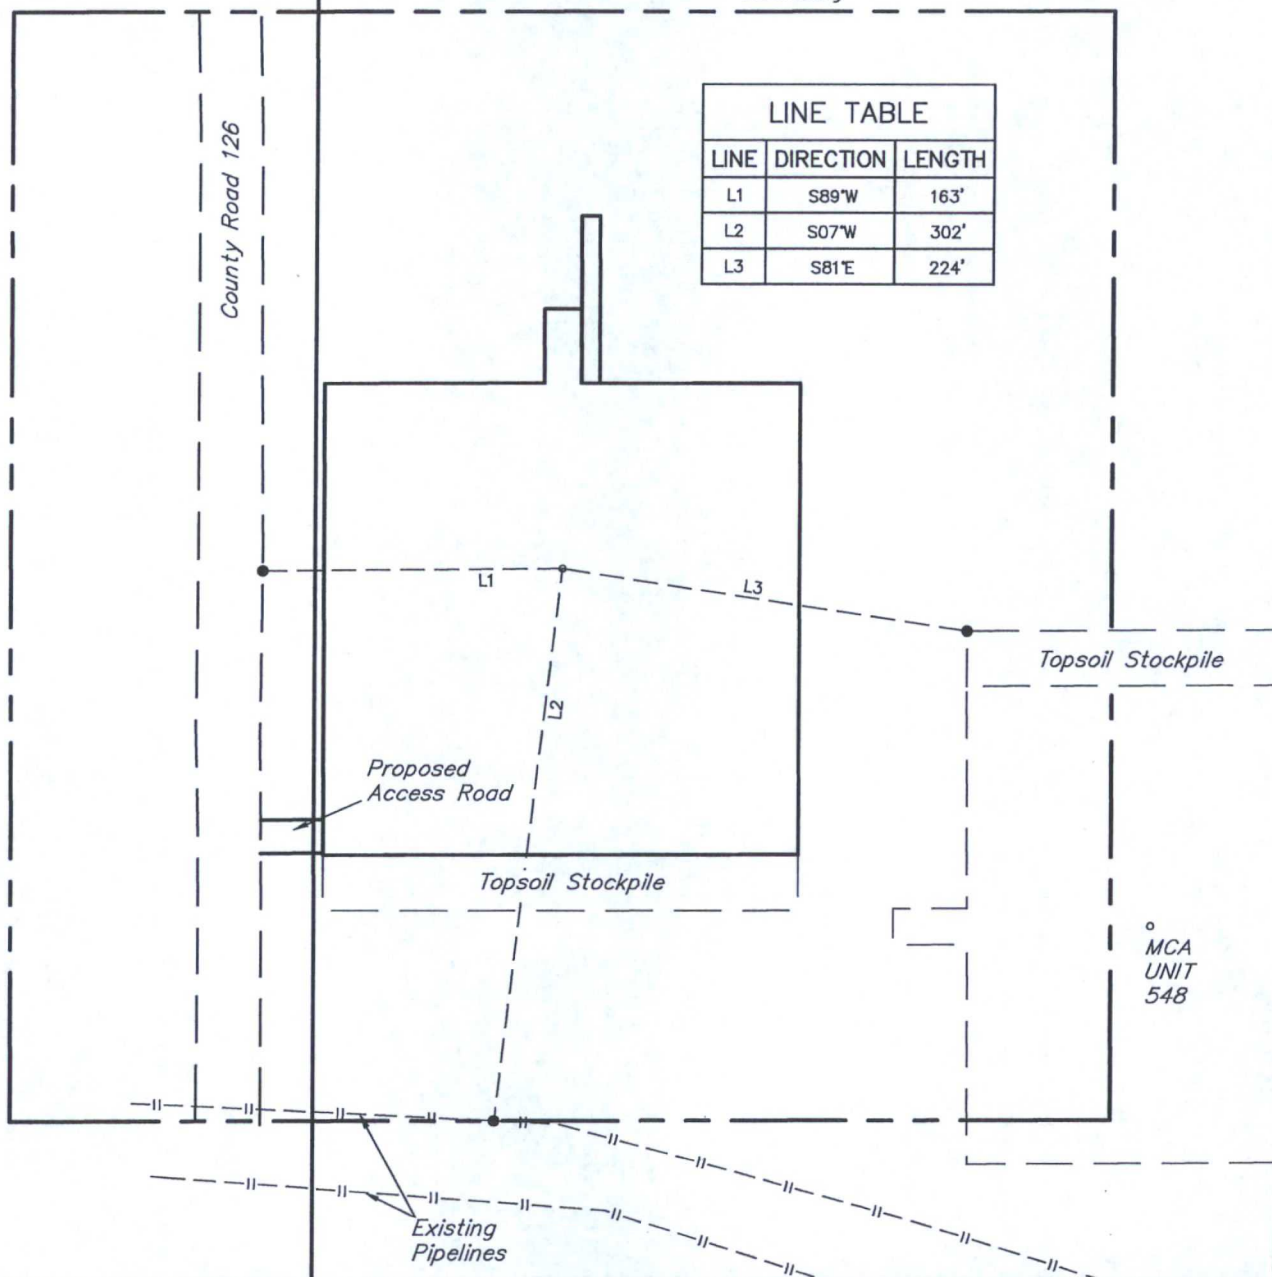 LINE TABLE
LINE DIRECTION LENGTH
L1 S89°W 163'
L2 S07°W 302'
L3 S81°E 224'
County Road 126
L1
L3
L2
Topsoil Stockpile
Proposed
Access Road
Topsoil Stockpile
MCA
UNIT
548
Existing
Pipelines